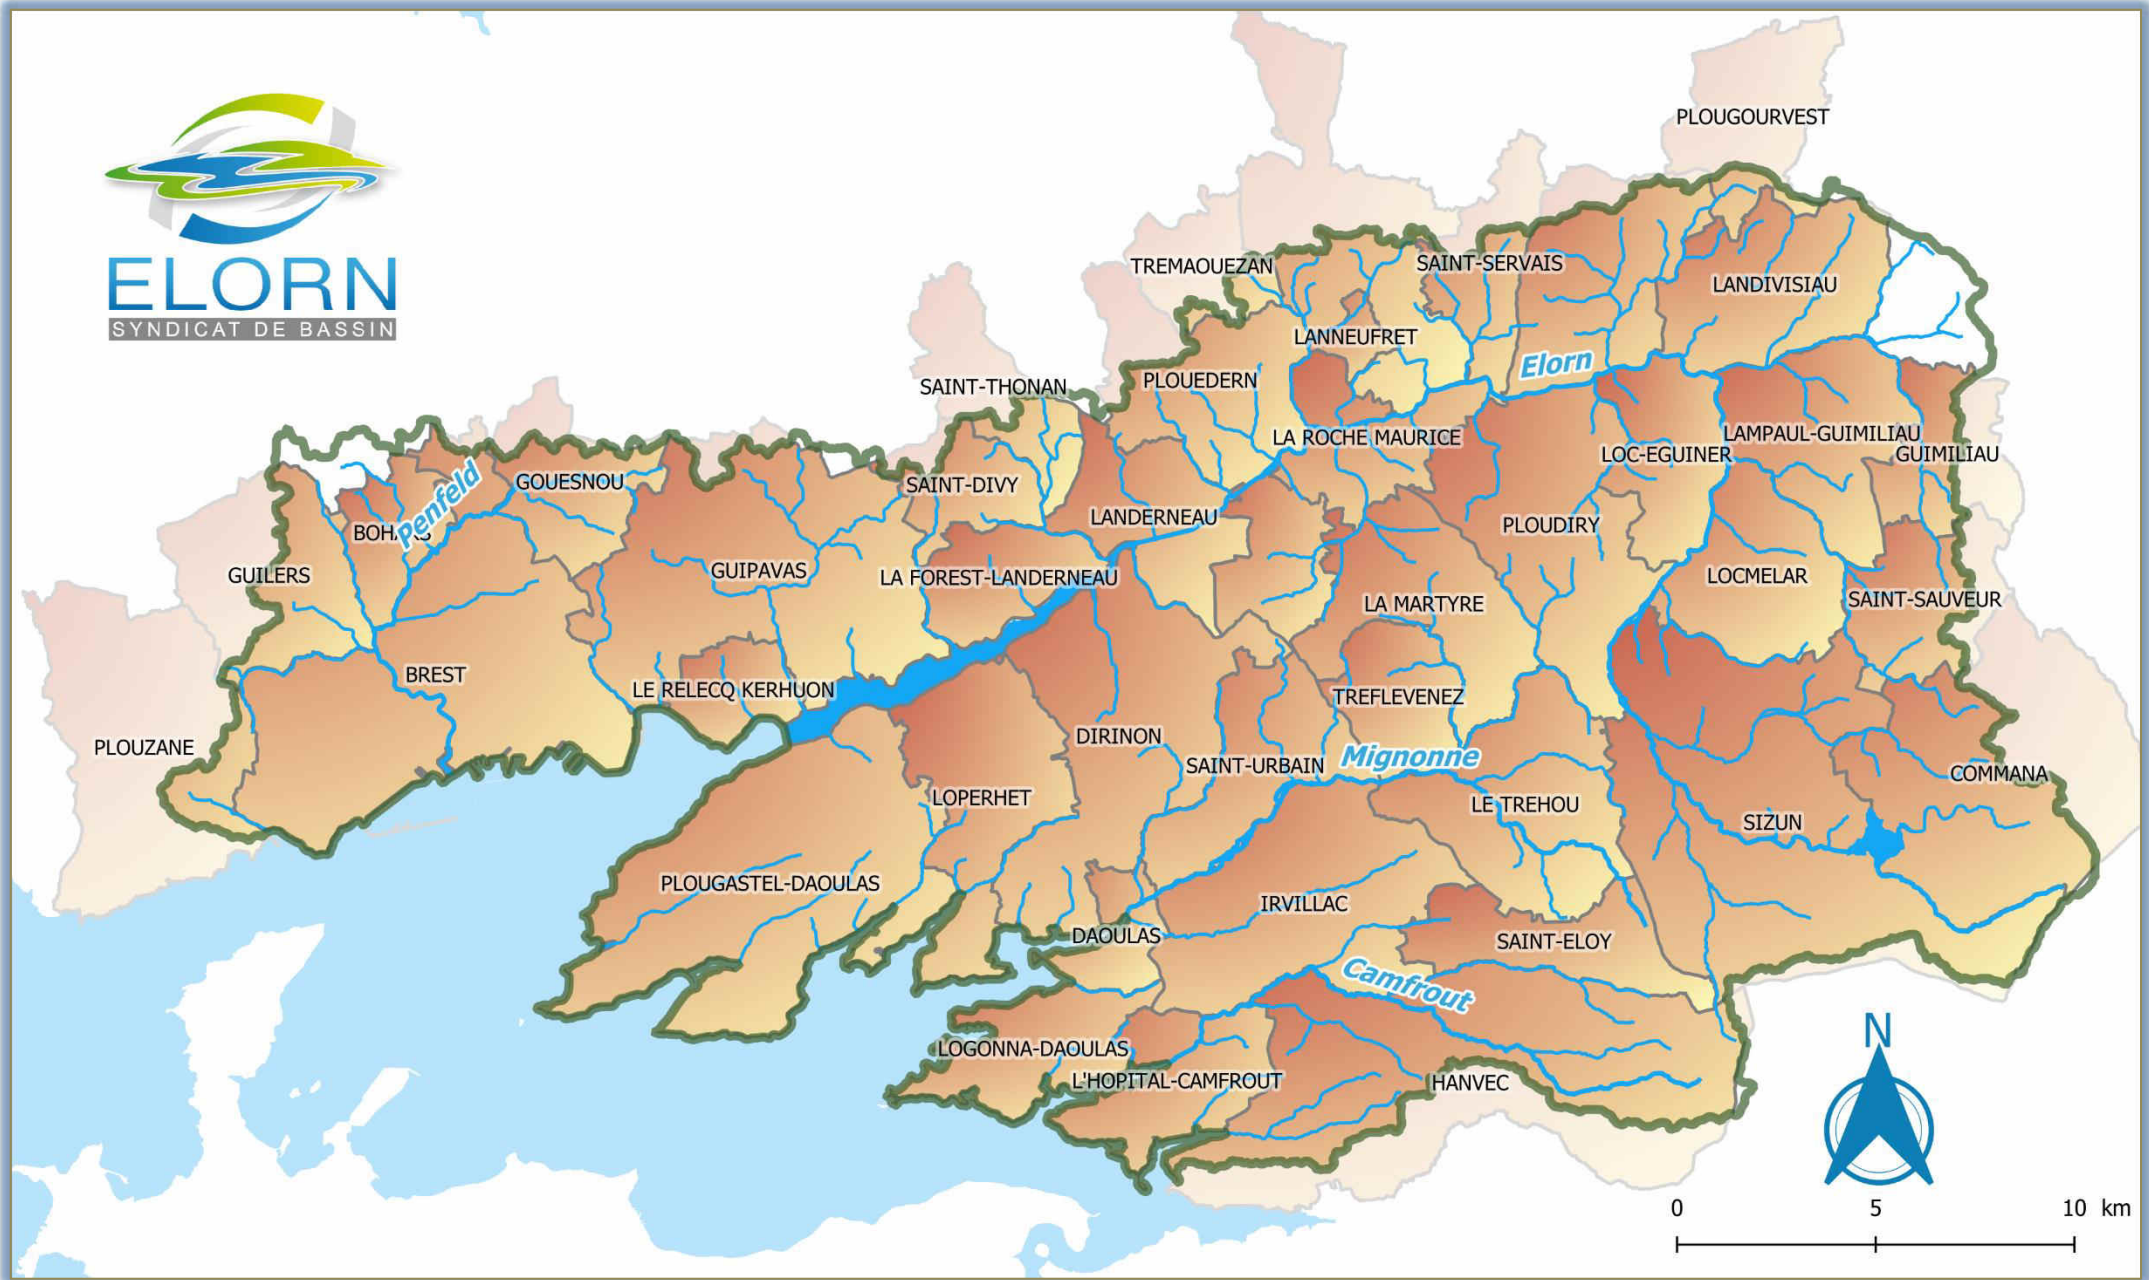 PLOUGOURVEST
TREMAOUEZAN
SAINT-SERVAIS
LANDIVISIAU
ELORN
SYNDICAT DE BASSIN
LANNEUFRET
Elorn
SAINT-THONAN
PLOUEDERN
LA ROCHE MAURICE
LOC-EGUINER
LAMPAUL-GUIMILIAU
GUIMILIAU
Penfeld
GOUESNOU
SAINT-DIVY
LANDERNEAU
PLOUDIRY
BOHARS
GUILERS
GUIPAVAS
LA FOREST-LANDERNEAU
LOCMELAR
LA MARTYRE
SAINT-SAUVEUR
BREST
LE RELECQ KERHUON
TREFLEVENEZ
PLOUZANE
DIRINON
SAINT-URBAIN
Mignonne
COMMANA
LOPERHET
LE TREHOU
SIZUN
PLOUGASTEL-DAOULAS
IRVILLAC
DAOULAS
SAINT-ELOY
Camfrout
LOGONNA-DAOULAS
L'HOPITAL-CAMFROUT
HANVEC
N
0 5 10 km